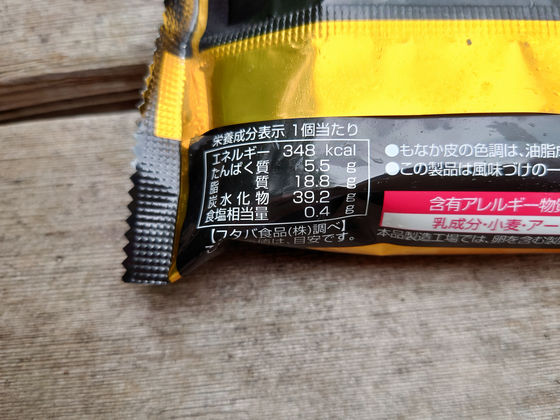 栄養成分表示 1個当たり
エネルギー 348 kcal
たんぱく質 5.5 g
脂質 18.8 g
炭水化物 39.2 g
食塩相当量 0.4 g
【フタバ食品(株)調べ】
値は、目安です。
●もなか皮の色調は、油脂
●この製品は風味づけの一
含有アレルギー物質
乳成分・小麦・アー
本品製造工場では、卵を含む